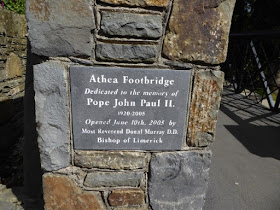 Athea Footbridge
Dedicated to the memory of
Pope John Paul II.
1920-2005
Opened June 10th, 2005 by
Most Reverend Donal Murray D.D.
Bishop of Limerick